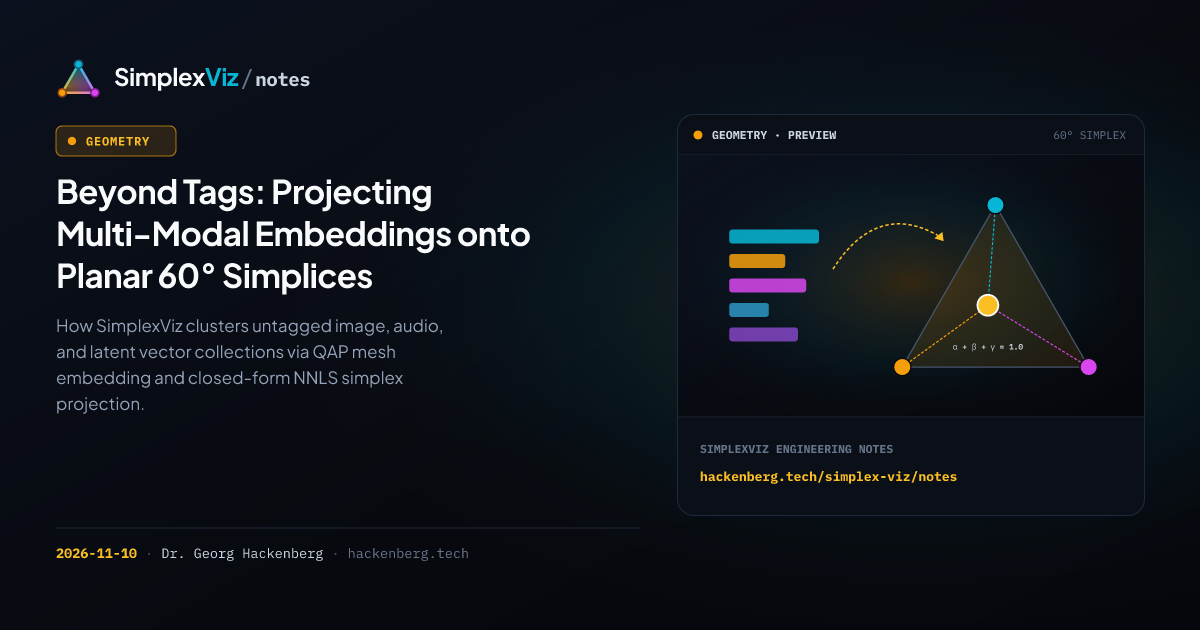 SimplexViz/notes
GEOMETRY
Beyond Tags: Projecting
Multi-Modal Embeddings onto
Planar 60° Simplices
How SimplexViz clusters untagged image, audio,
and latent vector collections via QAP mesh
embedding and closed-form NNLS simplex
projection.
2026-11-10 · Dr. Georg Hackenberg · hackenberg.tech
GEOMETRY · PREVIEW
60° SIMPLEX
α + β + γ = 1.0
SIMPLEXVIZ ENGINEERING NOTES
hackenberg.tech/simplex-viz/notes